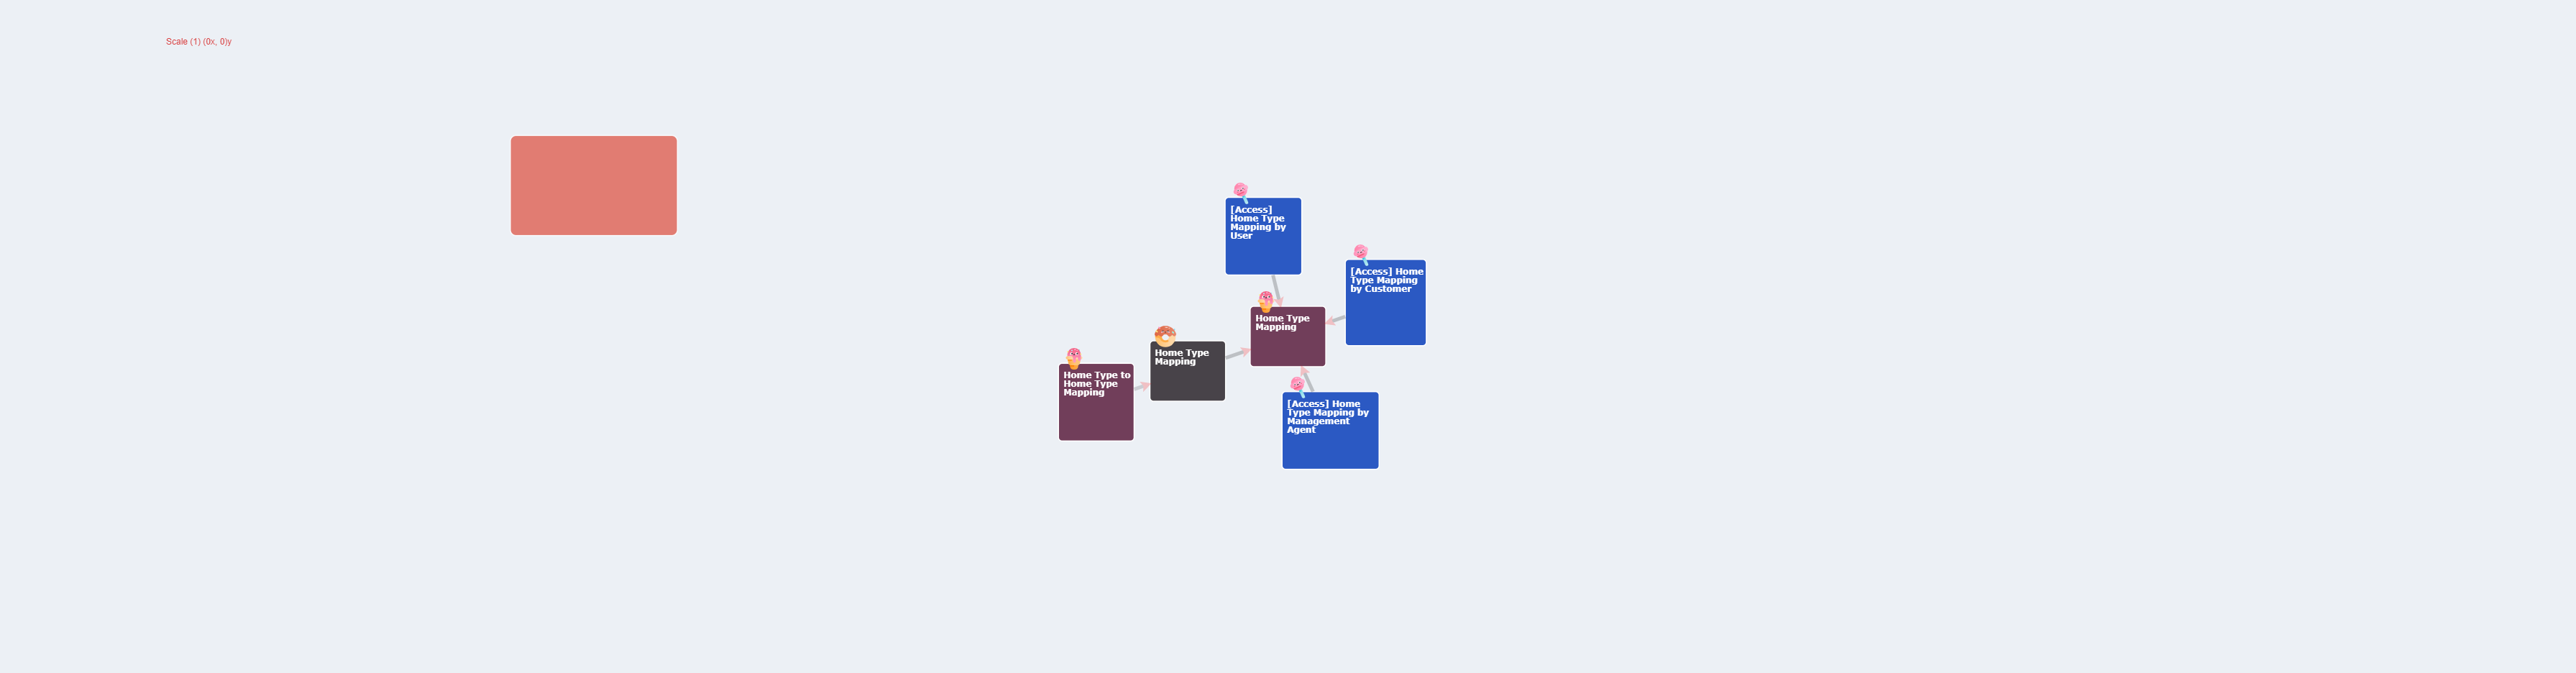 Scale (1) (0x, 0)y
[Access]
Home Type
Mapping by
User
[Access] Home
Type Mapping
by Customer
Home Type
Mapping
Home Type
Mapping
Home Type to
Home Type
Mapping
[Access] Home
Type Mapping by
Management
Agent